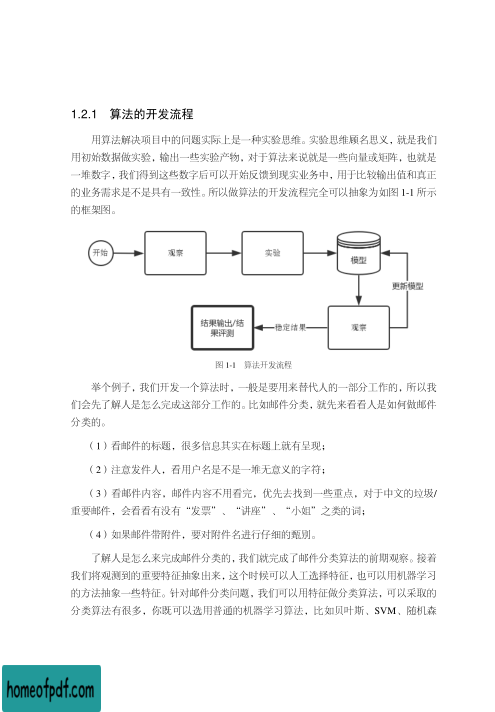 1.2.1 算法的开发流程
用算法解决项目中的问题实际上是一种实验思维。实验思维顾名思义，就是我们
用初始数据做实验，输出一些实验产物，对于算法来说就是一些向量或矩阵，也就是
一堆数字，我们得到这些数字后可以开始反馈到现实业务中，用于比较输出值和真正
的业务需求是不是具有一致性。所以做算法的开发流程完全可以抽象为如图 1-1 所示
的框架图。
开始
观察
实验
模型
更新模型
结果输出/结
果评测
稳定结果
观察
图 1-1 算法开发流程
举个例子，我们开发一个算法时，一般是要用来替代人的一部分工作的，所以我
们会先了解人是怎么完成这部分工作的。比如邮件分类，就先来看看人是如何做邮件
分类的。
（1）看邮件的标题，很多信息其实在标题上就有呈现；
（2）注意发件人，看用户名是不是一堆无意义的字符；
（3）看邮件内容，邮件内容不用看完，优先去找到一些重点，对于中文的垃圾/
重要邮件，会看看有没有“发票”、“讲座”、“小姐”之类的词；
（4）如果邮件带附件，要对附件名进行仔细的甄别。
了解人是怎么来完成邮件分类的，我们就完成了邮件分类算法的前期观察。接着
我们将观测到的重要特征抽象出来，这个时候可以人工选择特征，也可以用机器学习
的方法抽象一些特征。针对邮件分类问题，我们可以用特征做分类算法，可以采取的
分类算法有很多，你既可以选用普通的机器学习算法，比如贝叶斯、SVM、随机森
homeofpdf.com